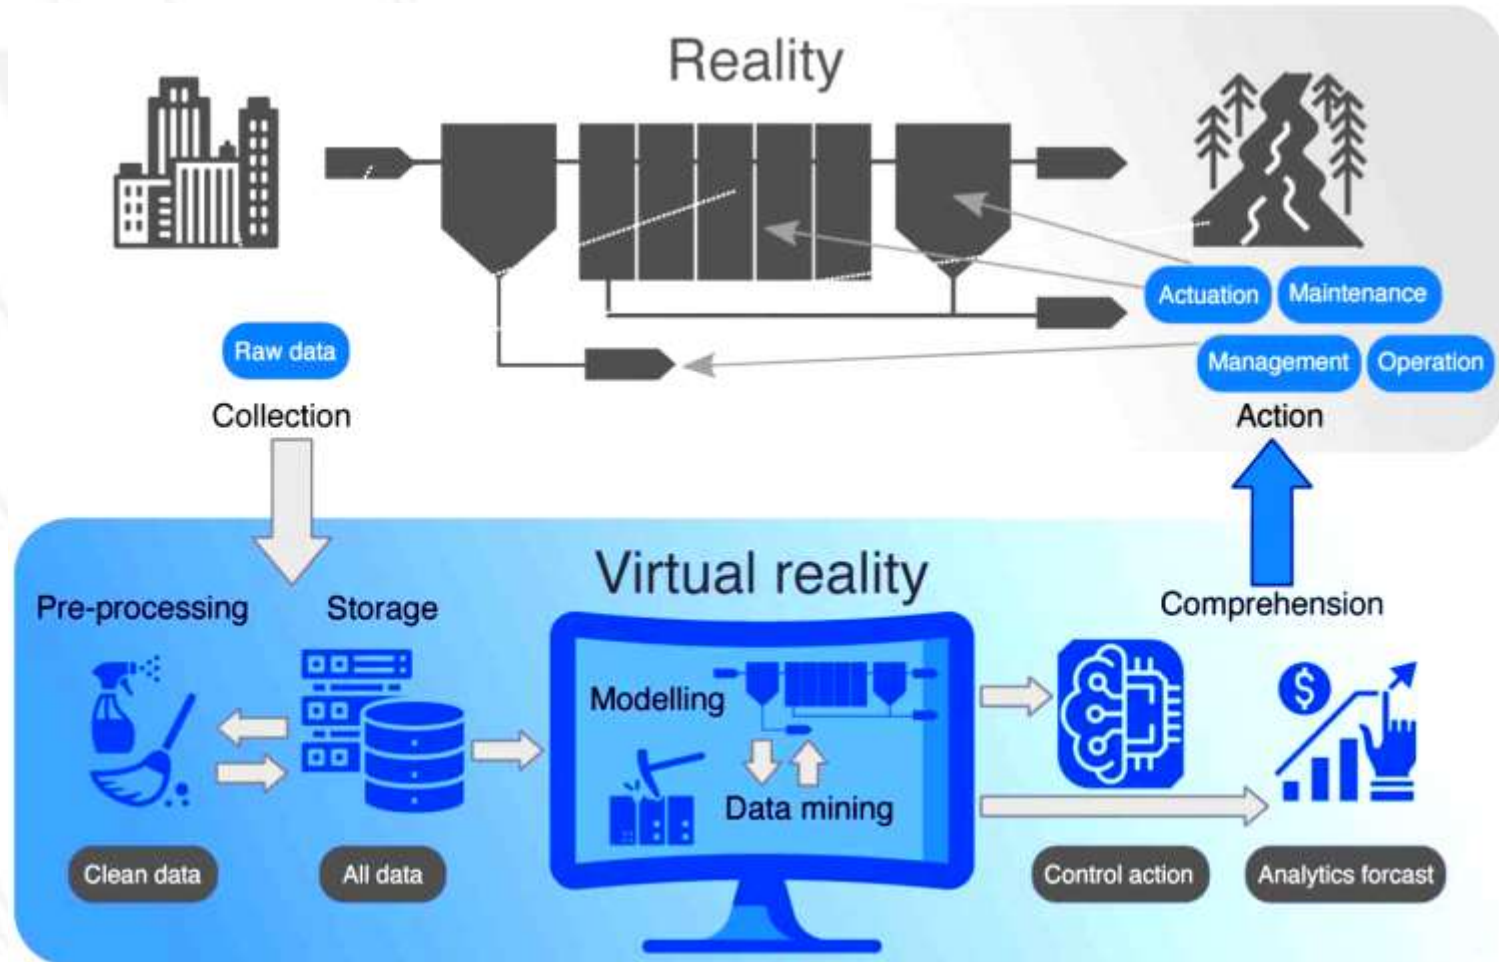 Reality
Actuation
Maintenance
Raw data
Management
Operation
Collection
Action
Virtual reality
Pre-processing
Storage
Comprehension
Modelling
Data mining
Clean data
All data
Control action
Analytics forcast